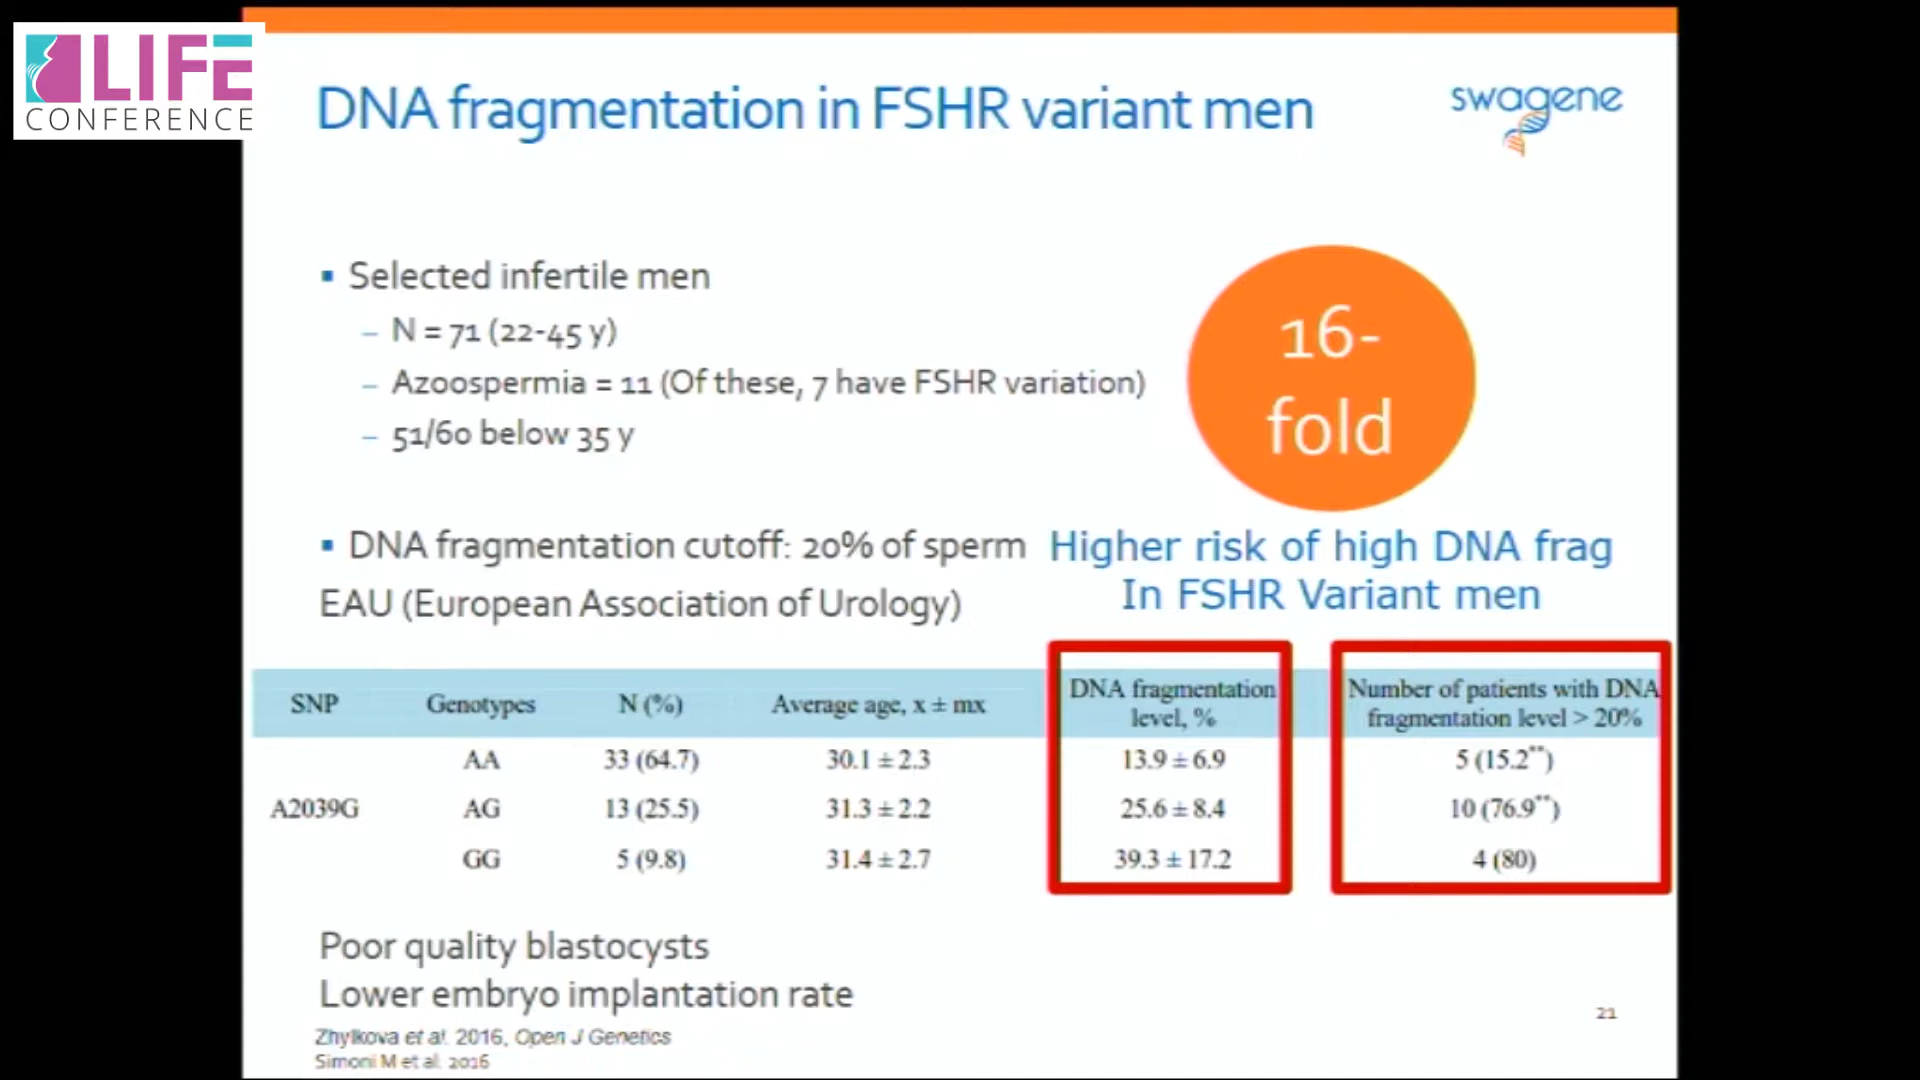 LIFE
CONFERENCE
DNA fragmentation in FSHR variant men
swagene
▪ Selected infertile men
– N = 71 (22-45 y)
– Azoospermia = 11 (Of these, 7 have FSHR variation)
– 51/60 below 35 y
16-
fold
▪ DNA fragmentation cutoff: 20% of sperm
EAU (European Association of Urology)
Higher risk of high DNA frag
In FSHR Variant men
SNP Genotypes N (%) Average age, x ± mx DNA fragmentation level, % Number of patients with DNA fragmentation level > 20%
AA 33 (64.7) 30.1 ± 2.3 13.9 ± 6.9 5 (15.2**)
A2039G AG 13 (25.5) 31.3 ± 2.2 25.6 ± 8.4 10 (76.9**)
GG 5 (9.8) 31.4 ± 2.7 39.3 ± 17.2 4 (80)
Poor quality blastocysts
Lower embryo implantation rate
Zhylkova et al. 2016, Open J Genetics
Simoni M et al. 2016
21